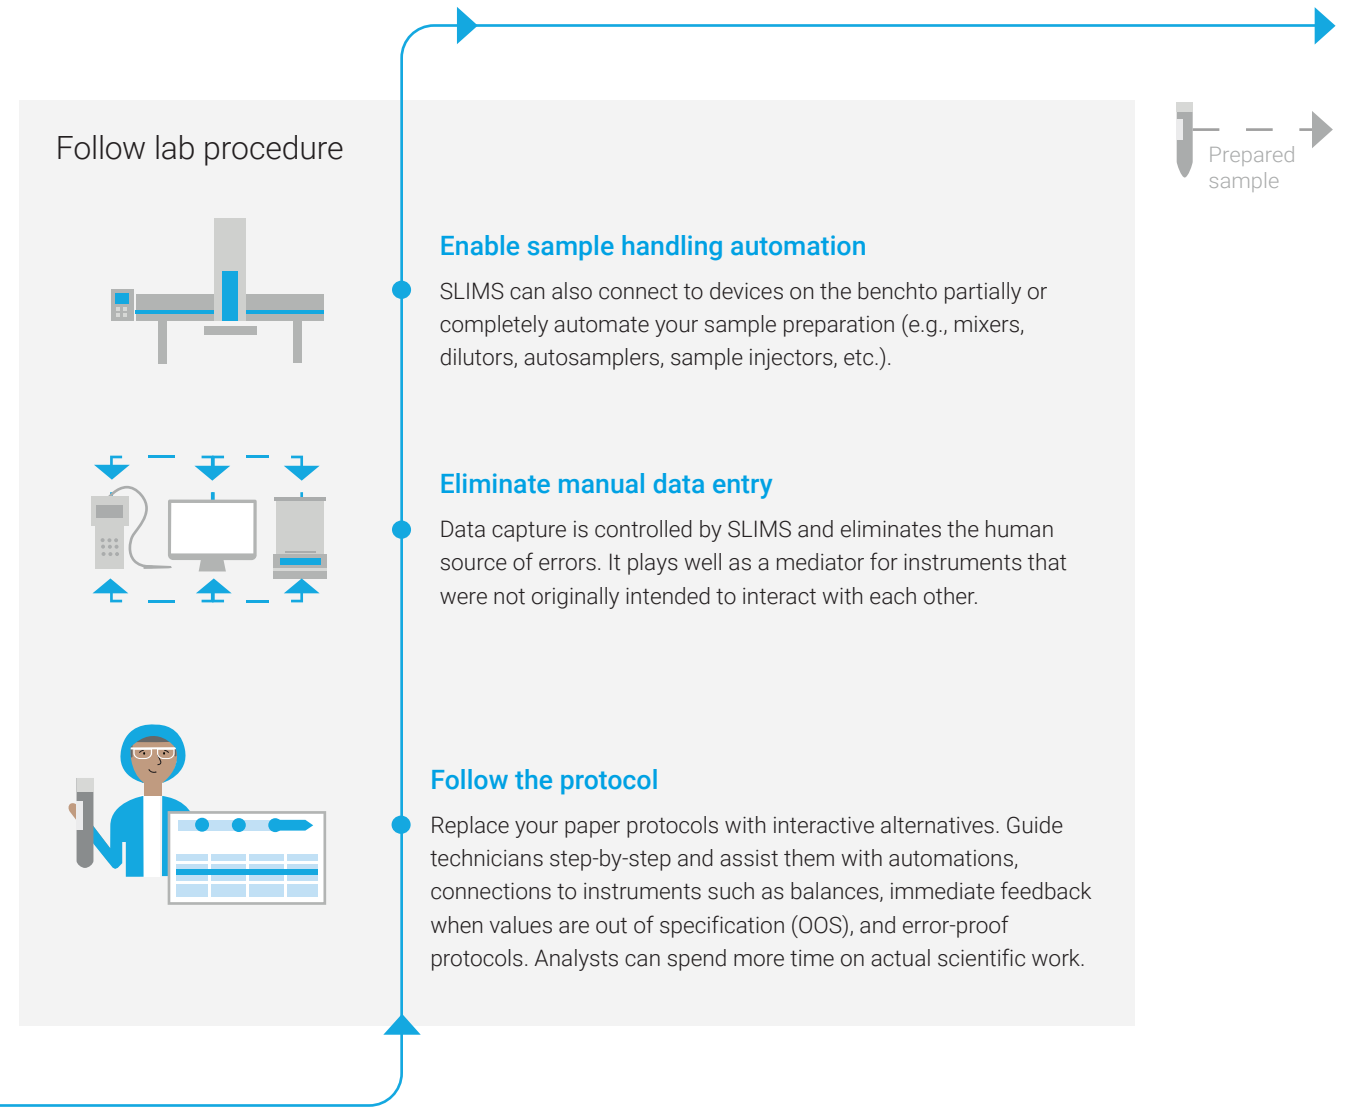 Follow lab procedure
Prepared
sample
Enable sample handling automation
SLIMS can also connect to devices on the benchto partially or
completely automate your sample preparation (e.g., mixers,
dilutors, autosamplers, sample injectors, etc.).
Eliminate manual data entry
Data capture is controlled by SLIMS and eliminates the human
source of errors. It plays well as a mediator for instruments that
were not originally intended to interact with each other.
Follow the protocol
Replace your paper protocols with interactive alternatives. Guide
technicians step-by-step and assist them with automations,
connections to instruments such as balances, immediate feedback
when values are out of specification (OOS), and error-proof
protocols. Analysts can spend more time on actual scientific work.